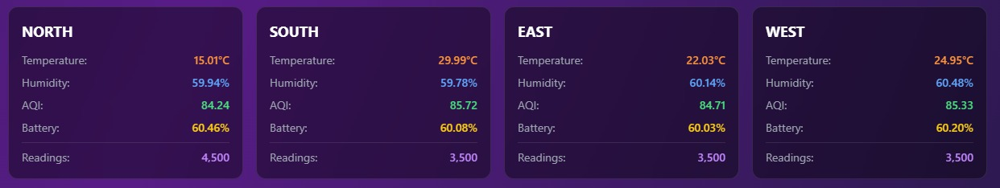 NORTH
Temperature: 15.01°C
Humidity: 59.94%
AQI: 84.24
Battery: 60.46%
Readings: 4,500
SOUTH
Temperature: 29.99°C
Humidity: 59.78%
AQI: 85.72
Battery: 60.08%
Readings: 3,500
EAST
Temperature: 22.03°C
Humidity: 60.14%
AQI: 84.71
Battery: 60.03%
Readings: 3,500
WEST
Temperature: 24.95°C
Humidity: 60.48%
AQI: 85.33
Battery: 60.20%
Readings: 3,500